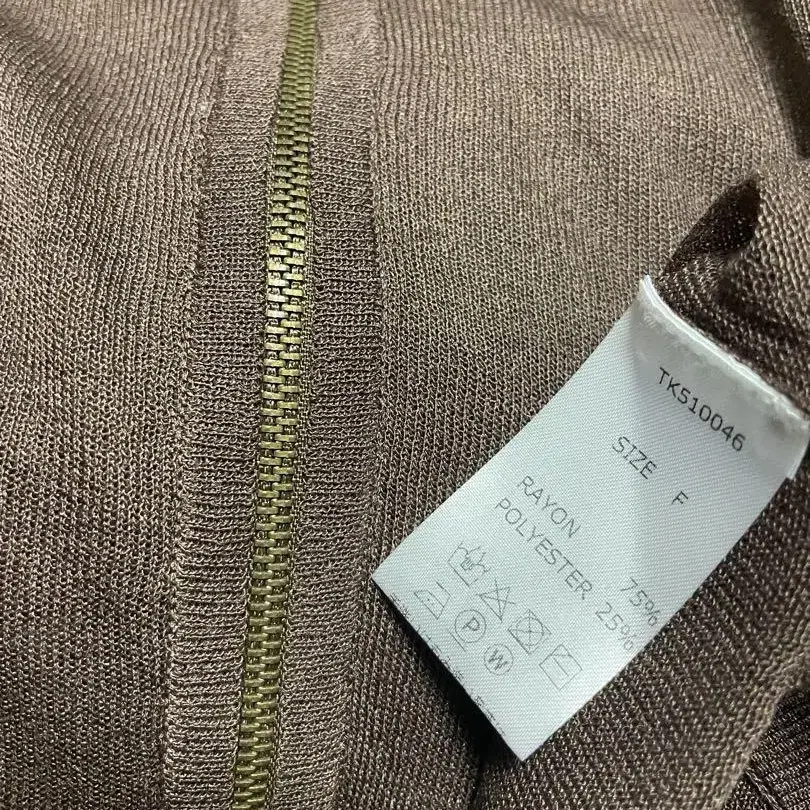 TK510046
SIZE F
RAYON 75%
POLYESTER 25%
P W